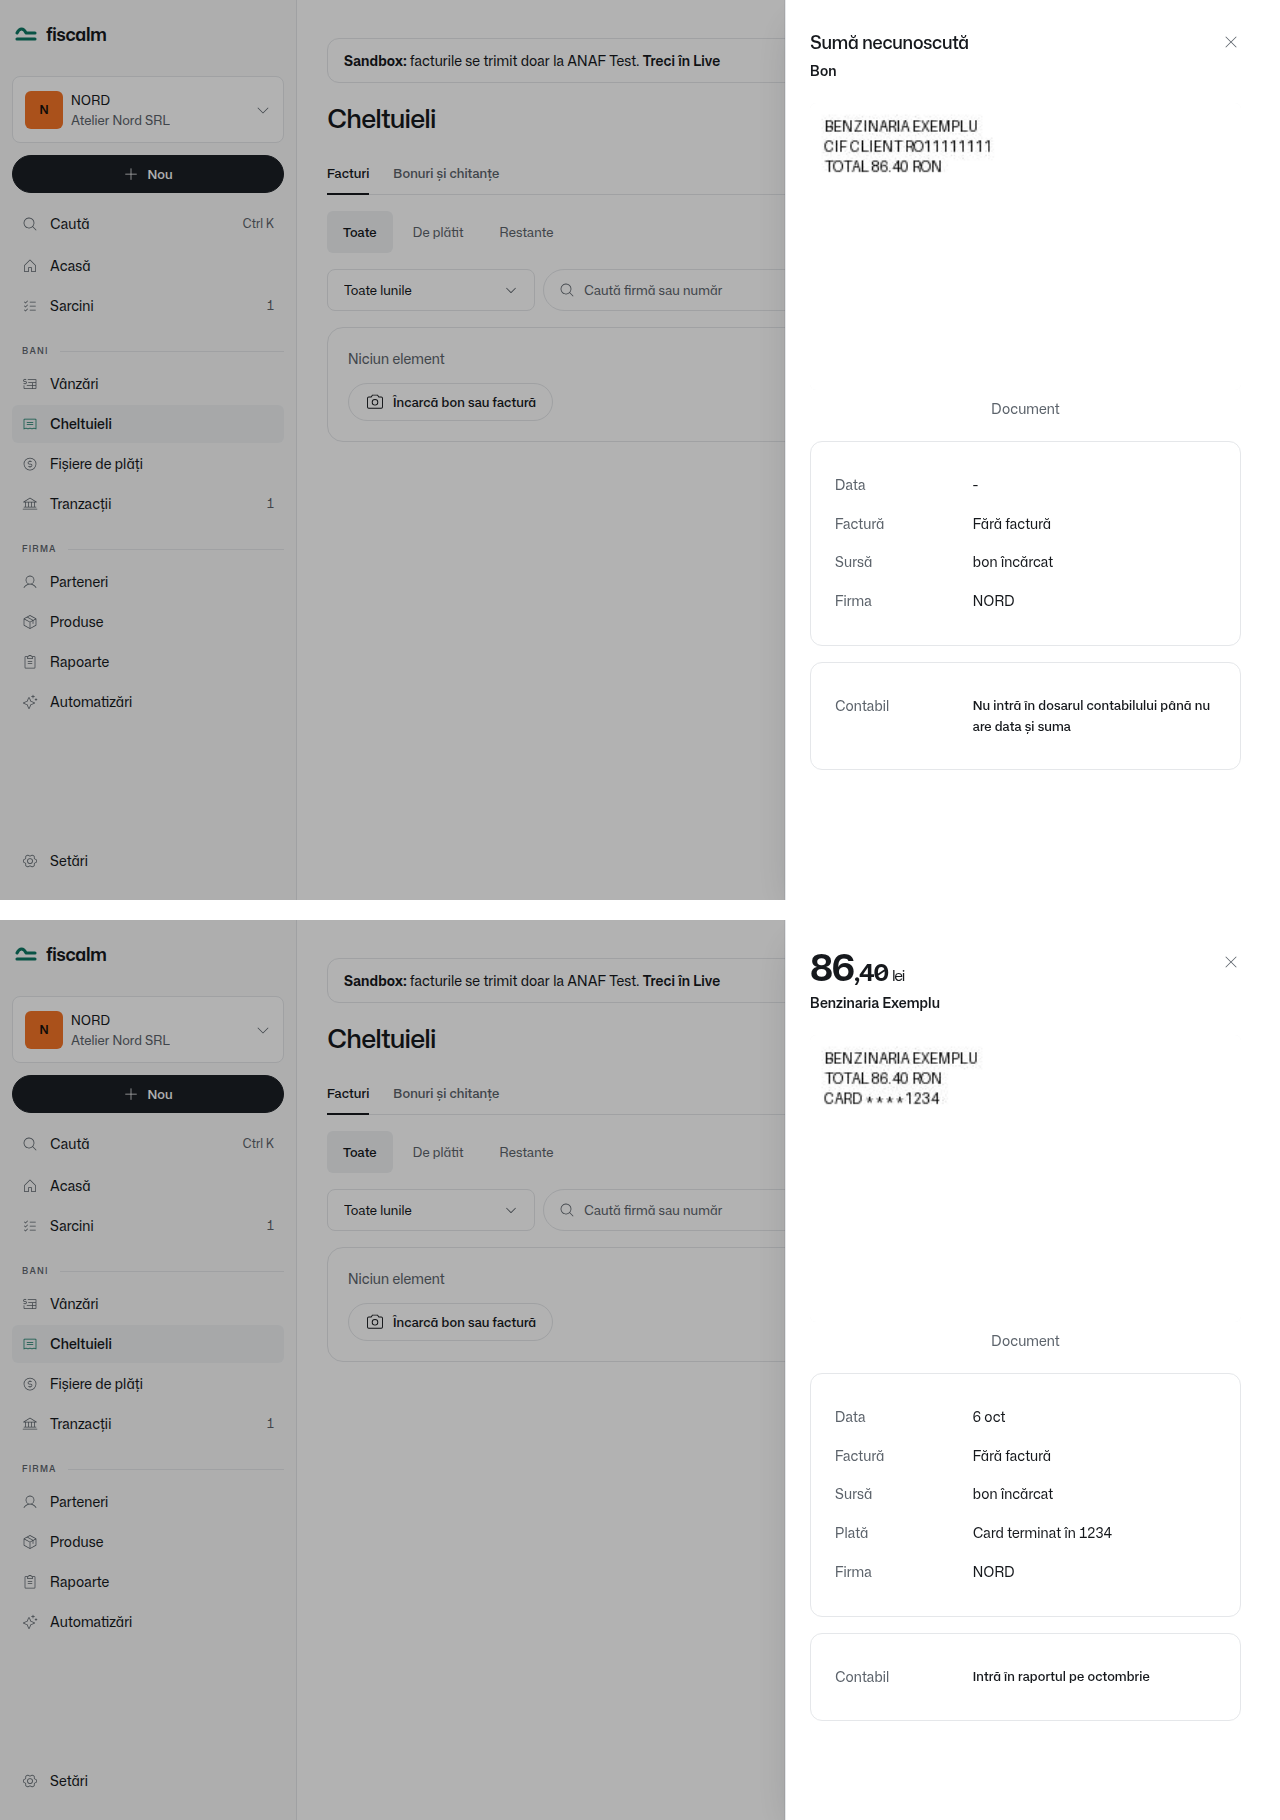 fiscalm
N
NORD
Atelier Nord SRL
Nou
Caută
Ctrl K
Acasă
Sarcini
1
BANI
Vânzări
Cheltuieli
Fișiere de plăți
Tranzacții
1
FIRMA
Parteneri
Produse
Rapoarte
Automatizări
Setări
Sandbox: facturile se trimit doar la ANAF Test. Treci în Live
Cheltuieli
Facturi
Bonuri și chitanțe
Toate
De plătit
Restante
Toate lunile
Caută firmă sau număr
Niciun element
Încarcă bon sau factură
Sumă necunoscută
Bon
BENZINARIA EXEMPLU
CIF CLIENT RO11111111
TOTAL 86.40 RON
Document
Data
-
Factură
Fără factură
Sursă
bon încărcat
Firma
NORD
Contabil
Nu intră în dosarul contabilului până nu
are data și suma
fiscalm
N
NORD
Atelier Nord SRL
Nou
Caută
Ctrl K
Acasă
Sarcini
1
BANI
Vânzări
Cheltuieli
Fișiere de plăți
Tranzacții
1
FIRMA
Parteneri
Produse
Rapoarte
Automatizări
Setări
Sandbox: facturile se trimit doar la ANAF Test. Treci în Live
Cheltuieli
Facturi
Bonuri și chitanțe
Toate
De plătit
Restante
Toate lunile
Caută firmă sau număr
Niciun element
Încarcă bon sau factură
86,40 lei
Benzinaria Exemplu
BENZINARIA EXEMPLU
TOTAL 86.40 RON
CARD ****1234
Document
Data
6 oct
Factură
Fără factură
Sursă
bon încărcat
Plată
Card terminat în 1234
Firma
NORD
Contabil
Intră în raportul pe octombrie